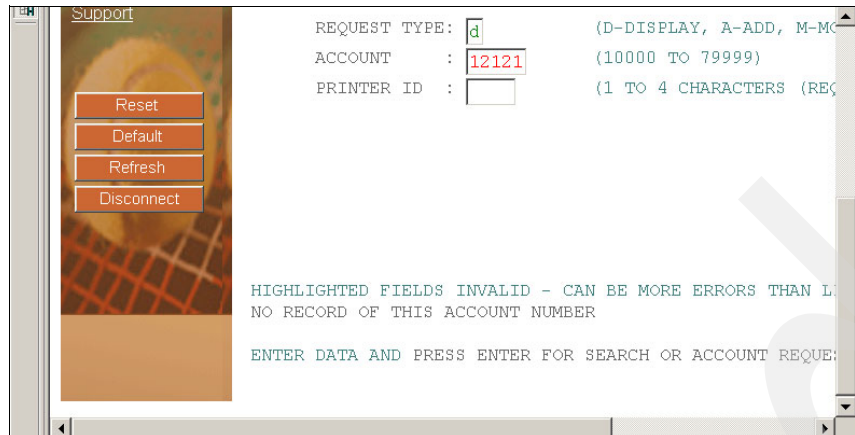 Support
REQUEST TYPE: d (D-DISPLAY, A-ADD, M-MO
ACCOUNT : 12121 (10000 TO 79999)
PRINTER ID : (1 TO 4 CHARACTERS (REQ
Reset
Default
Refresh
Disconnect
HIGHLIGHTED FIELDS INVALID - CAN BE MORE ERRORS THAN L
NO RECORD OF THIS ACCOUNT NUMBER
ENTER DATA AND PRESS ENTER FOR SEARCH OR ACCOUNT REQUE